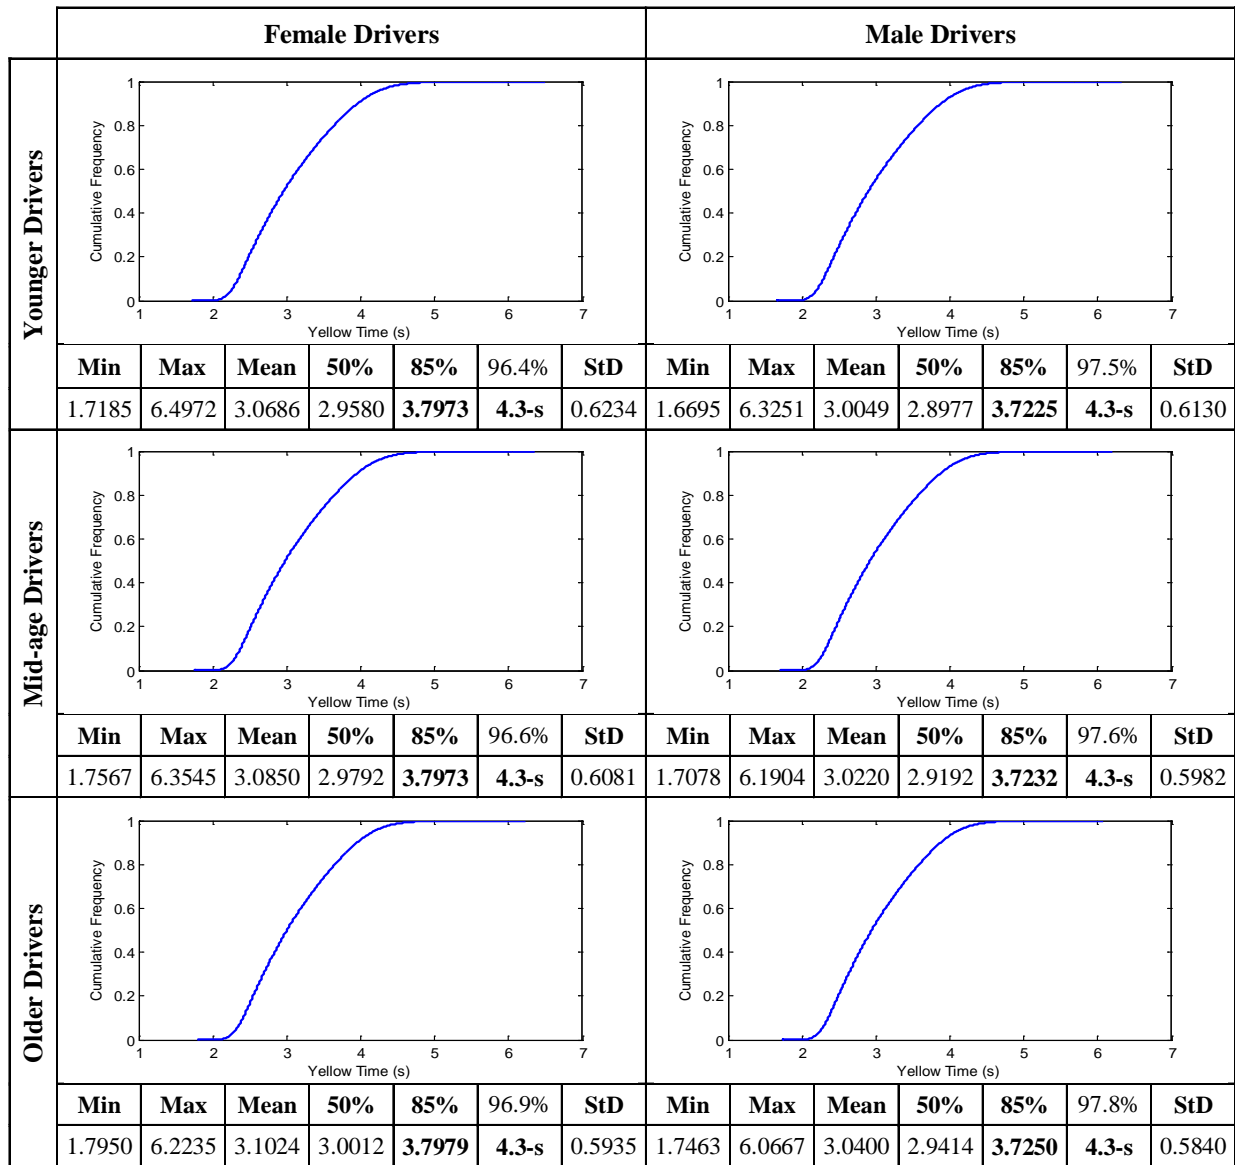 Female Drivers
Male Drivers
Younger Drivers
1
0.8
0.6
0.4
0.2
0
Cumulative Frequency
1 2 3 4 5 6 7
Yellow Time (s)
1
0.8
0.6
0.4
0.2
0
Cumulative Frequency
1 2 3 4 5 6 7
Yellow Time (s)
Min Max Mean 50% 85% 96.4% StD Min Max Mean 50% 85% 97.5% StD
1.7185 6.4972 3.0686 2.9580 3.7973 4.3-s 0.6234 1.6695 6.3251 3.0049 2.8977 3.7225 4.3-s 0.6130
Mid-age Drivers
1
0.8
0.6
0.4
0.2
0
Cumulative Frequency
1 2 3 4 5 6 7
Yellow Time (s)
1
0.8
0.6
0.4
0.2
0
Cumulative Frequency
1 2 3 4 5 6 7
Yellow Time (s)
Min Max Mean 50% 85% 96.6% StD Min Max Mean 50% 85% 97.6% StD
1.7567 6.3545 3.0850 2.9792 3.7973 4.3-s 0.6081 1.7078 6.1904 3.0220 2.9192 3.7232 4.3-s 0.5982
Older Drivers
1
0.8
0.6
0.4
0.2
0
Cumulative Frequency
1 2 3 4 5 6 7
Yellow Time (s)
1
0.8
0.6
0.4
0.2
0
Cumulative Frequency
1 2 3 4 5 6 7
Yellow Time (s)
Min Max Mean 50% 85% 96.9% StD Min Max Mean 50% 85% 97.8% StD
1.7950 6.2235 3.1024 3.0012 3.7979 4.3-s 0.5935 1.7463 6.0667 3.0400 2.9414 3.7250 4.3-s 0.5840